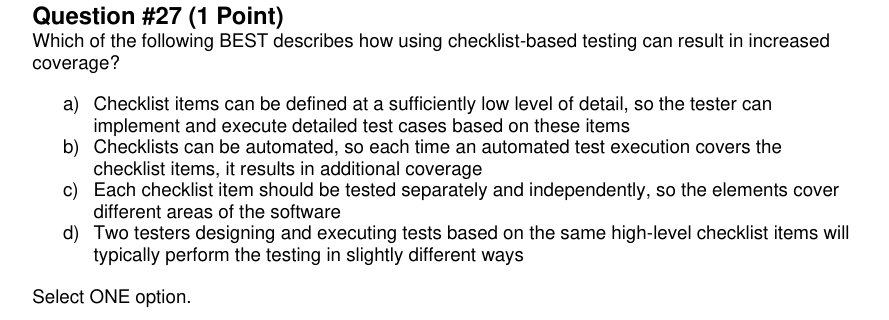 Question #27 (1 Point)
Which of the following BEST describes how using checklist-based testing can result in increased
coverage?
a) Checklist items can be defined at a sufficiently low level of detail, so the tester can
implement and execute detailed test cases based on these items
b) Checklists can be automated, so each time an automated test execution covers the
checklist items, it results in additional coverage
c) Each checklist item should be tested separately and independently, so the elements cover
different areas of the software
d) Two testers designing and executing tests based on the same high-level checklist items will
typically perform the testing in slightly different ways
Select ONE option.